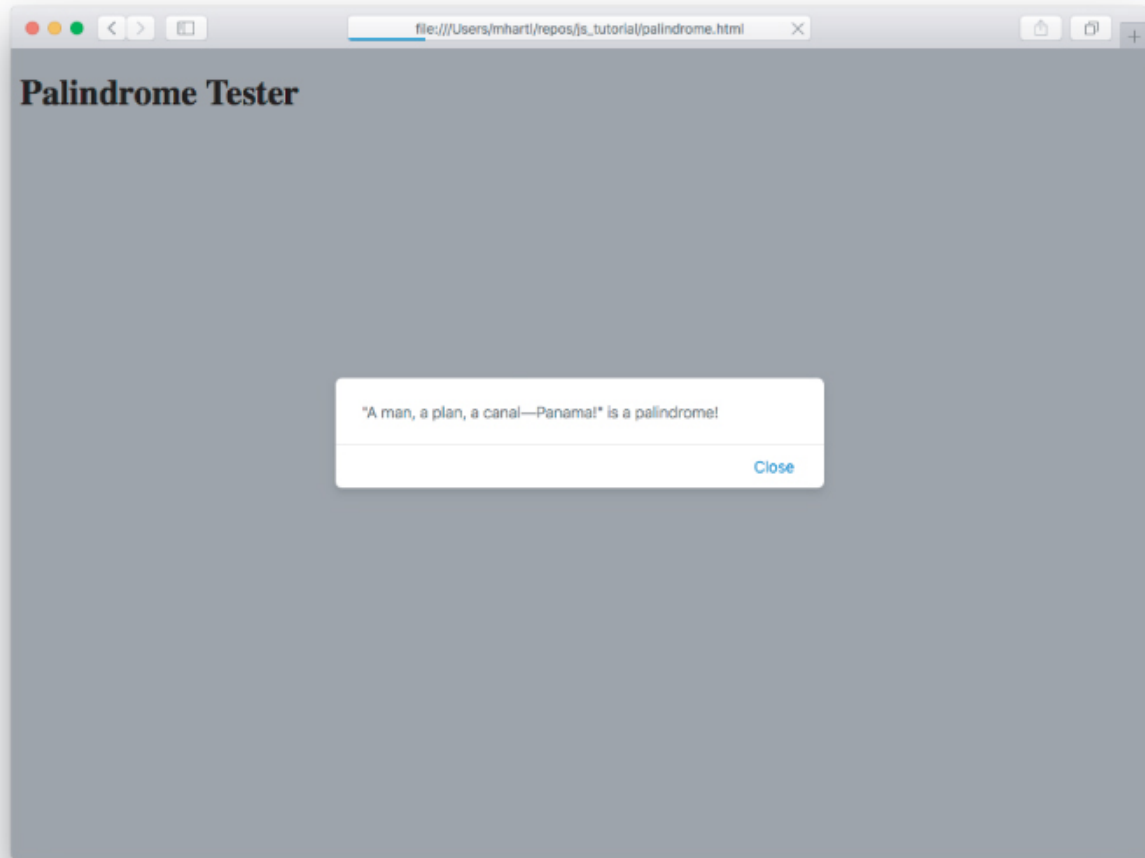 file:///Users/mhartl/repos/js_tutorial/palindrome.html
Palindrome Tester
"A man, a plan, a canal—Panama!" is a palindrome!
Close